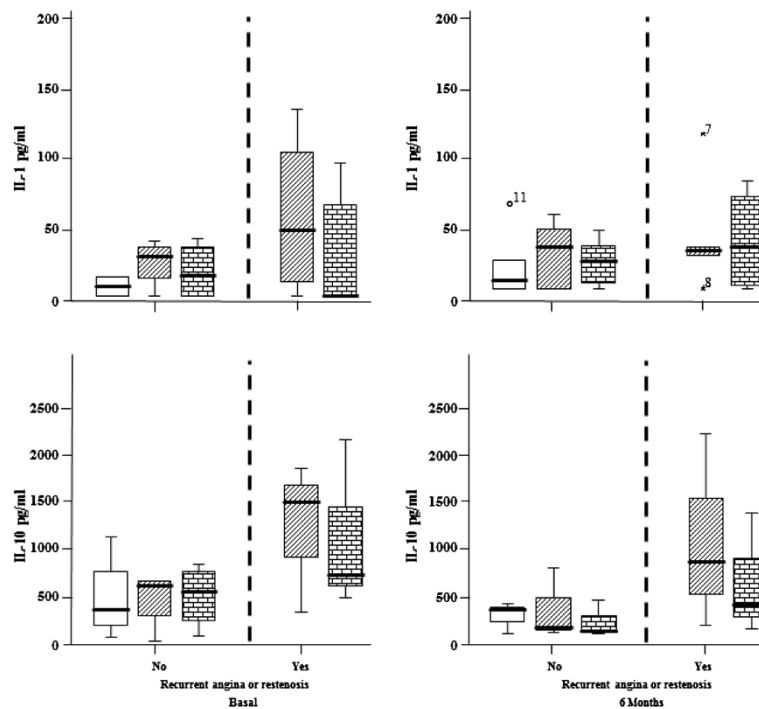 200
150
100
50
0
IL-1 pg/ml
200
150
100
50
0
IL-1 pg/ml
11
*7
*8
2500
2000
1500
1000
500
0
IL-10 pg/ml
No
Yes
Recurrent angina or restenosis
Basal
2500
2000
1500
1000
500
0
IL-10 pg/ml
No
Yes
Recurrent angina or restenosis
6 Months